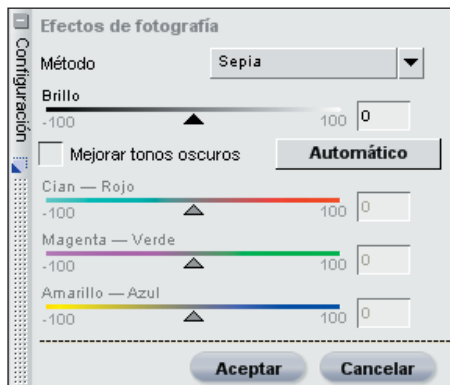 Configuración
Efectos de fotografía
Método Sepia
Brillo
-100 100 0
Mejorar tonos oscuros Automático
Cian — Rojo
-100 100 0
Magenta — Verde
-100 100 0
Amarillo — Azul
-100 100 0
Aceptar Cancelar